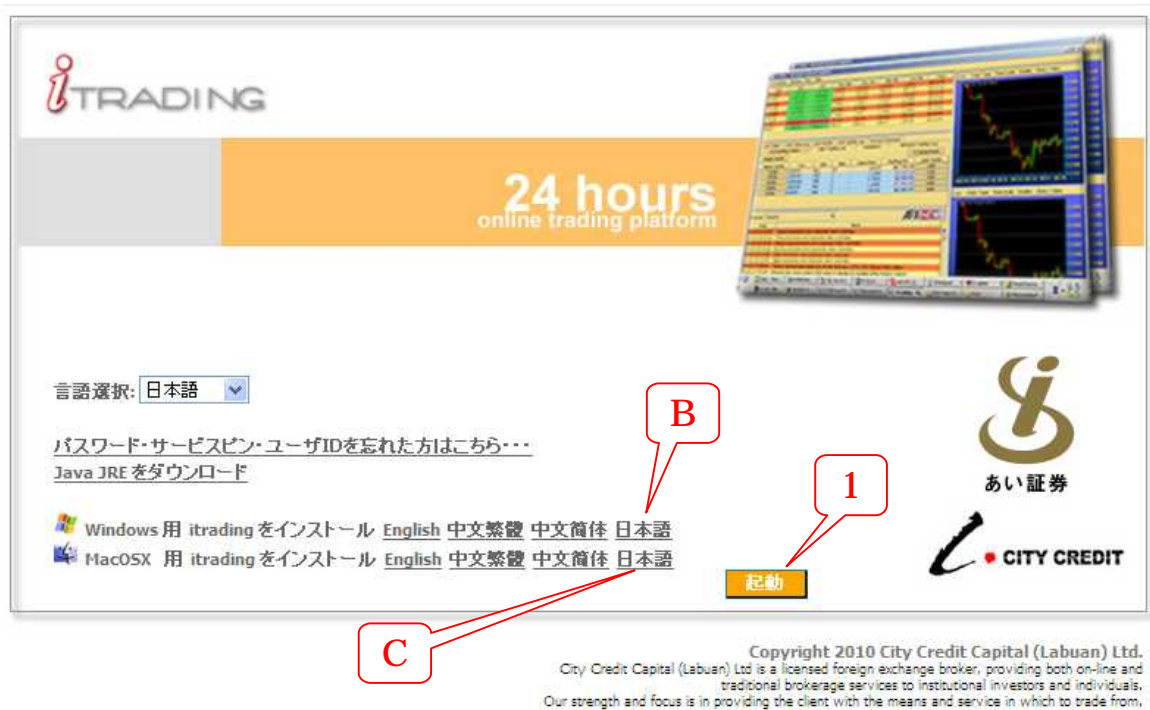 iTRADING
24 hours
online trading platform
言語選択: 日本語
B
パスワード・サービスピン・ユーザIDを忘れた方はこちら・・・
Java JRE をダウンロード
1
あい証券
Windows 用 itrading をインストール English 中文繁體 中文简体 日本語
MacOSX 用 itrading をインストール English 中文繁體 中文简体 日本語
CITY CREDIT
起動
C
Copyright 2010 City Credit Capital (Labuan) Ltd.
City Credit Capital (Labuan) Ltd is a licensed foreign exchange broker, providing both on-line and
traditional brokerage services to institutional investors and individuals.
Our strength and focus is in providing the client with the means and service in which to trade from.